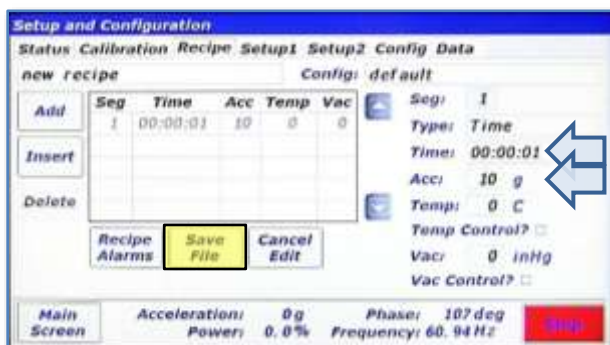 Setup and Configuration
Status Calibration Recipe Setup1 Setup2 Config Data
new recipe Config: default
Add
Insert
Delete
Seg Time Acc Temp Vac
1 00:00:01 10 0 0
Seg: 1
Type: Time
Time: 00:00:01
Acc: 10 g
Temp: 0 C
Temp Control?
Vac: 0 inHg
Vac Control?
Recipe Alarms
Save File
Cancel Edit
Main Screen
Acceleration: 0 g
Power: 0.0%
Phase: 107 deg
Frequency: 60.94 Hz
Stop